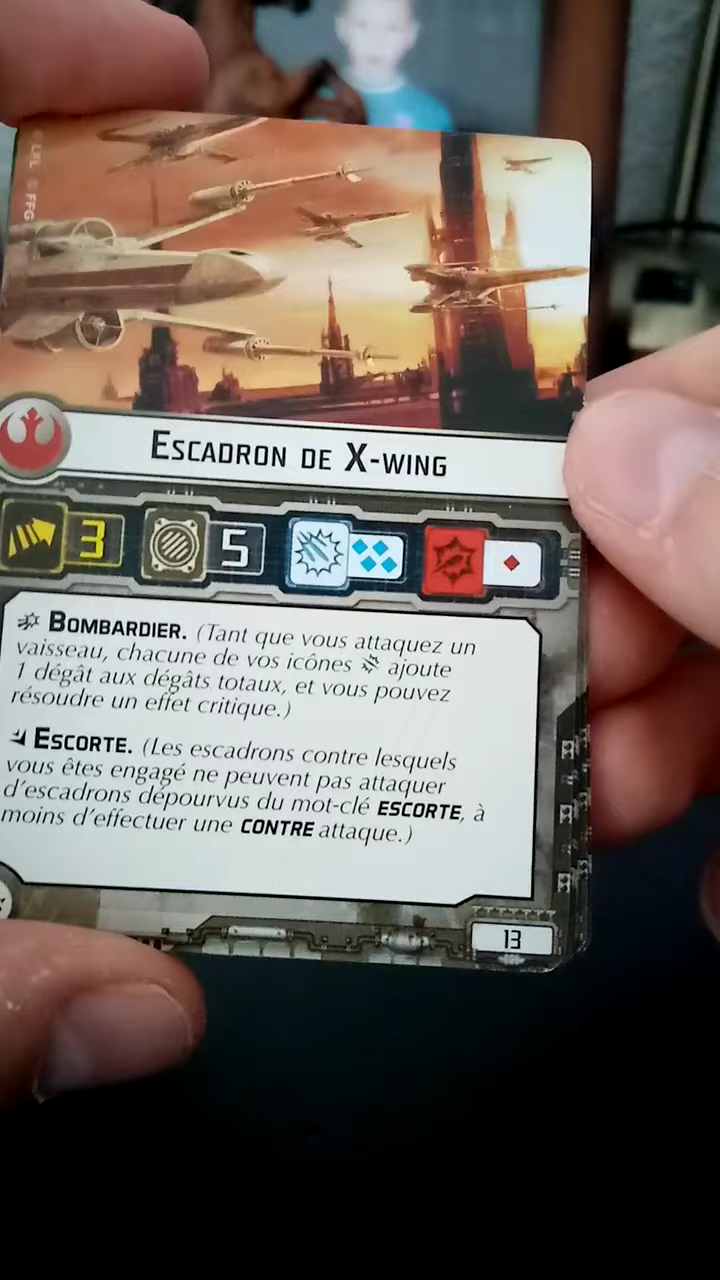 © LFL © FFG
ESCADRON DE X-WING
3 5
BOMBARDIER. (Tant que vous attaquez un
vaisseau, chacune de vos icônes ajoute
1 dégât aux dégâts totaux, et vous pouvez
résoudre un effet critique.)
ESCORTE. (Les escadrons contre lesquels
vous êtes engagé ne peuvent pas attaquer
d'escadrons dépourvus du mot-clé ESCORTE, à
moins d'effectuer une CONTRE attaque.)
13